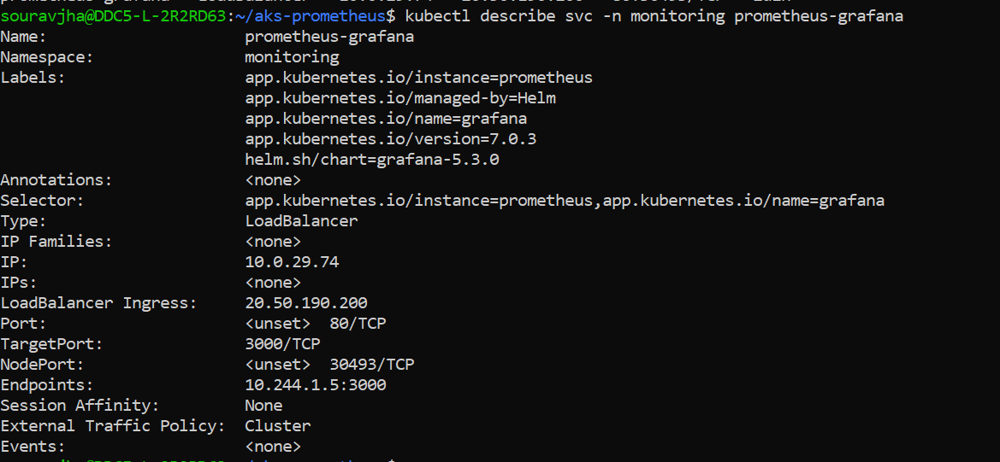 souravjha@DDC5-L-2R2RD63:~/aks-prometheus$ kubectl describe svc -n monitoring prometheus-grafana
Name:                     prometheus-grafana
Namespace:                monitoring
Labels:                   app.kubernetes.io/instance=prometheus
                          app.kubernetes.io/managed-by=Helm
                          app.kubernetes.io/name=grafana
                          app.kubernetes.io/version=7.0.3
                          helm.sh/chart=grafana-5.3.0
Annotations:              <none>
Selector:                 app.kubernetes.io/instance=prometheus,app.kubernetes.io/name=grafana
Type:                     LoadBalancer
IP Families:              <none>
IP:                       10.0.29.74
IPs:                      <none>
LoadBalancer Ingress:     20.50.190.200
Port:                     <unset>  80/TCP
TargetPort:               3000/TCP
NodePort:                 <unset>  30493/TCP
Endpoints:                10.244.1.5:3000
Session Affinity:         None
External Traffic Policy:  Cluster
Events:                   <none>